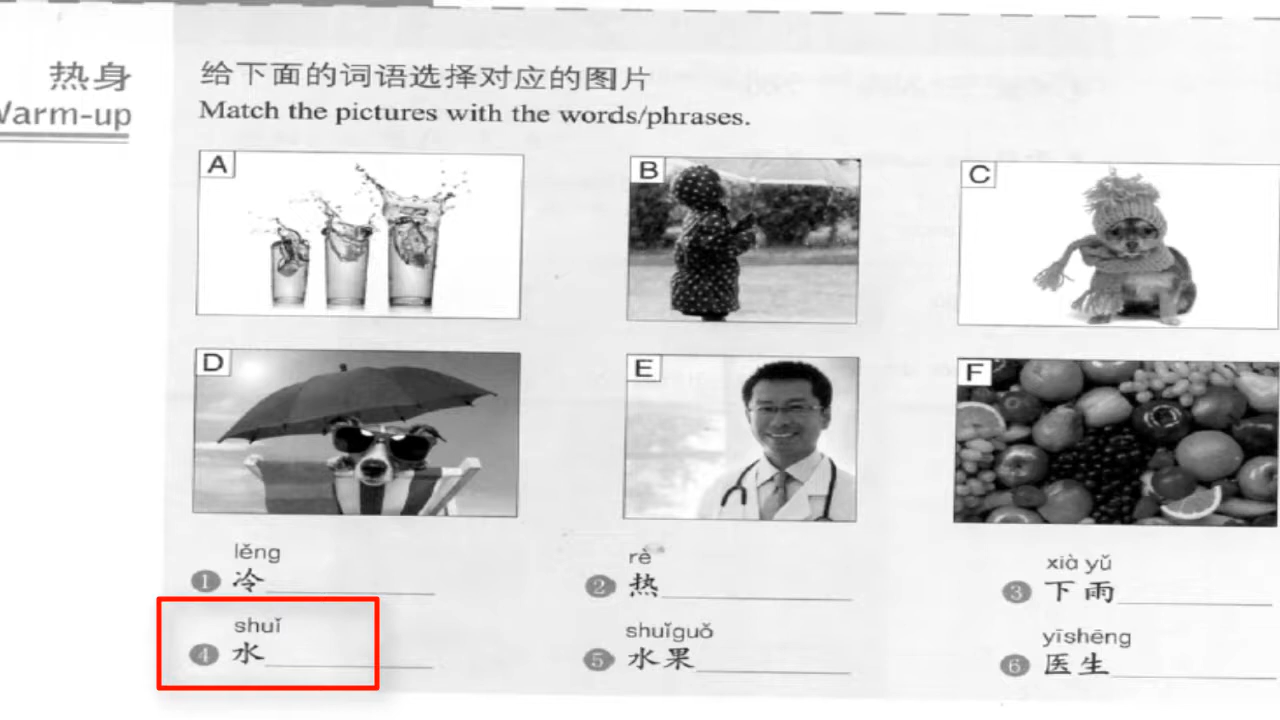 热身
Warm-up
给下面的词语选择对应的图片
Match the pictures with the words/phrases.
A
B
C
D
E
F
lěng
1 冷
rè
2 热
xià yǔ
3 下雨
shuǐ
4 水
shuǐguǒ
5 水果
yīshēng
6 医生